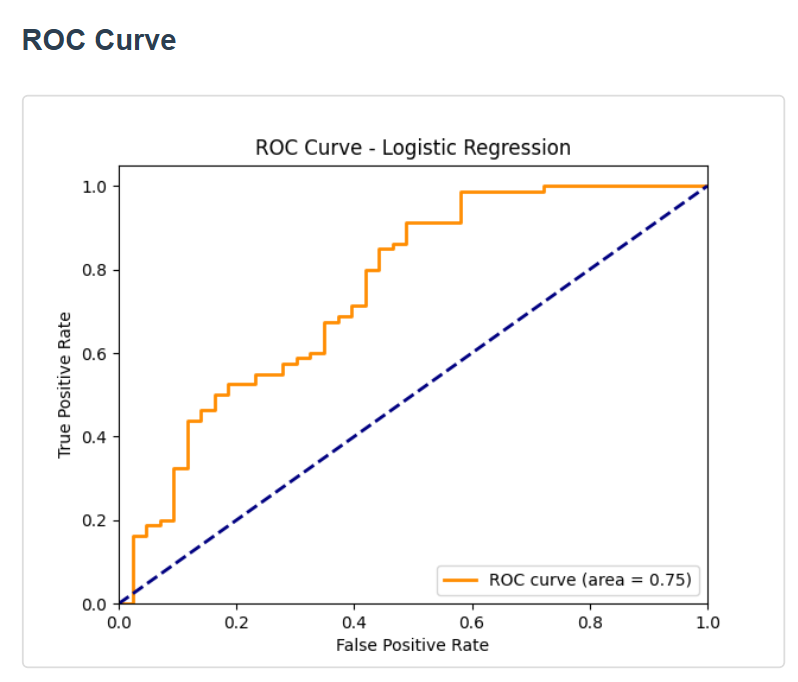 ROC Curve
ROC Curve - Logistic Regression
1.0
0.8
0.6
0.4
0.2
0.0
True Positive Rate
ROC curve (area = 0.75)
0.0 0.2 0.4 0.6 0.8 1.0
False Positive Rate